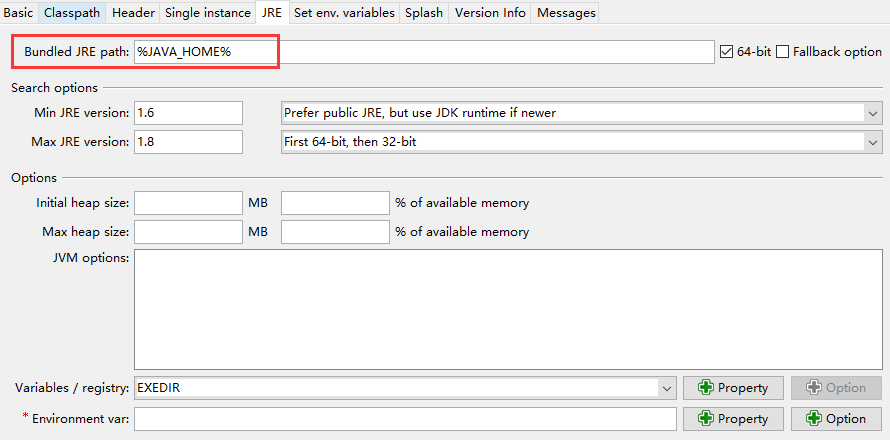 Basic Classpath Header Single instance JRE Set env. variables Splash Version Info Messages
Bundled JRE path: %JAVA_HOME% 64-bit Fallback option
Search options
Min JRE version: 1.6 Prefer public JRE, but use JDK runtime if newer
Max JRE version: 1.8 First 64-bit, then 32-bit
Options
Initial heap size: MB % of available memory
Max heap size: MB % of available memory
JVM options:
Variables / registry: EXEDIR Property Option
* Environment var: Property Option